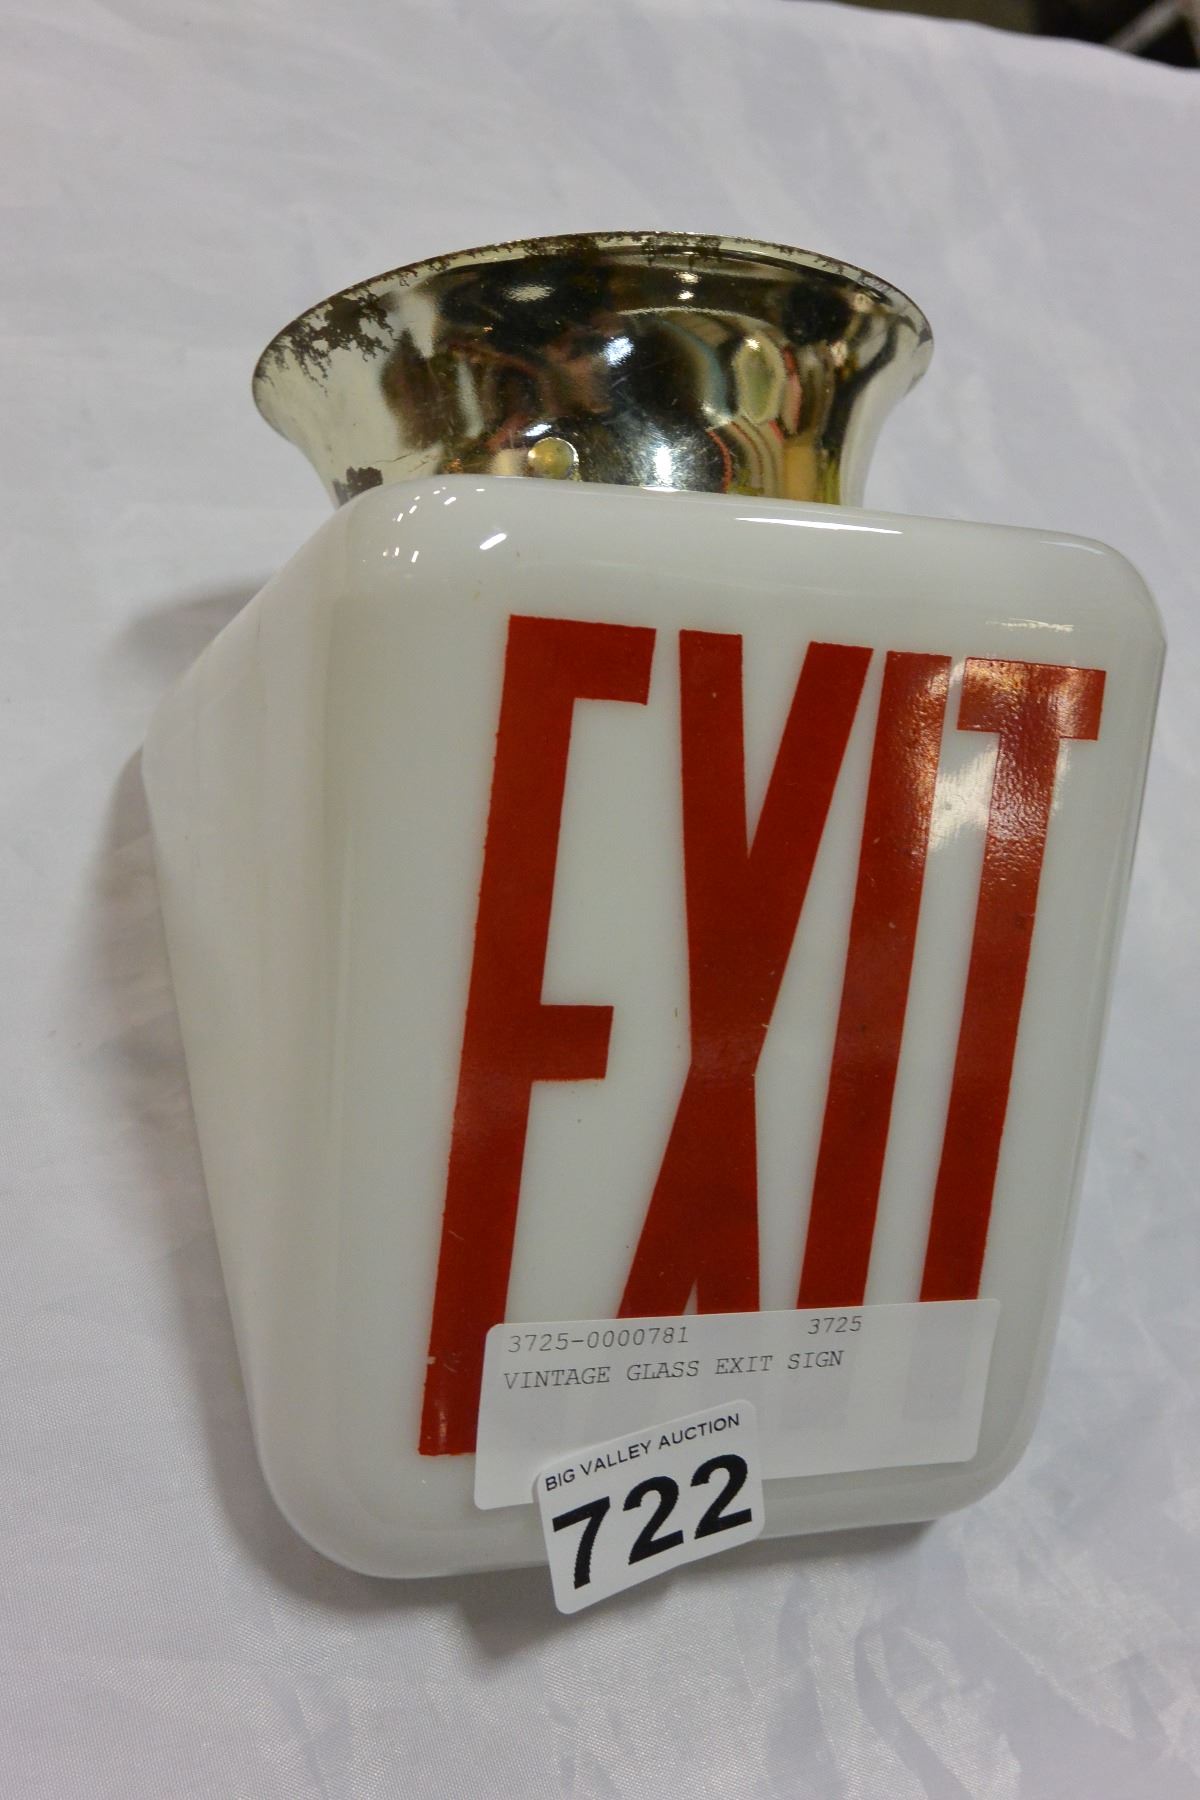 EXIT
3725-0000781 3725
VINTAGE GLASS EXIT SIGN
BIG VALLEY AUCTION
722